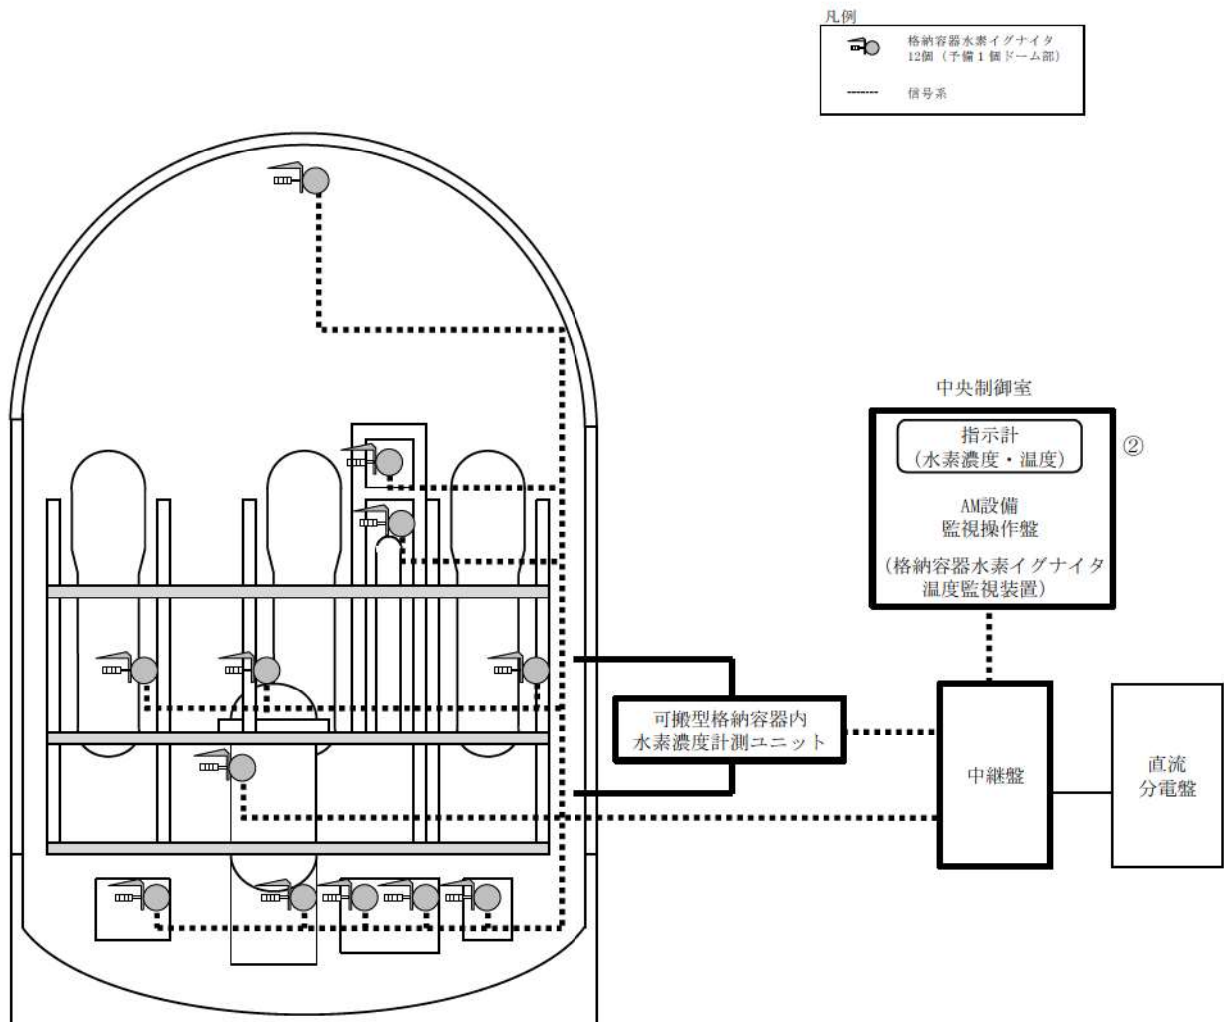 凡例
格納容器水素イグナイタ
12個（予備１個ドーム部）
信号系
中央制御室
指示計
（水素濃度・温度）
②
AM設備
監視操作盤
（格納容器水素イグナイタ
温度監視装置）
可搬型格納容器内
水素濃度計測ユニット
中継盤
直流
分電盤